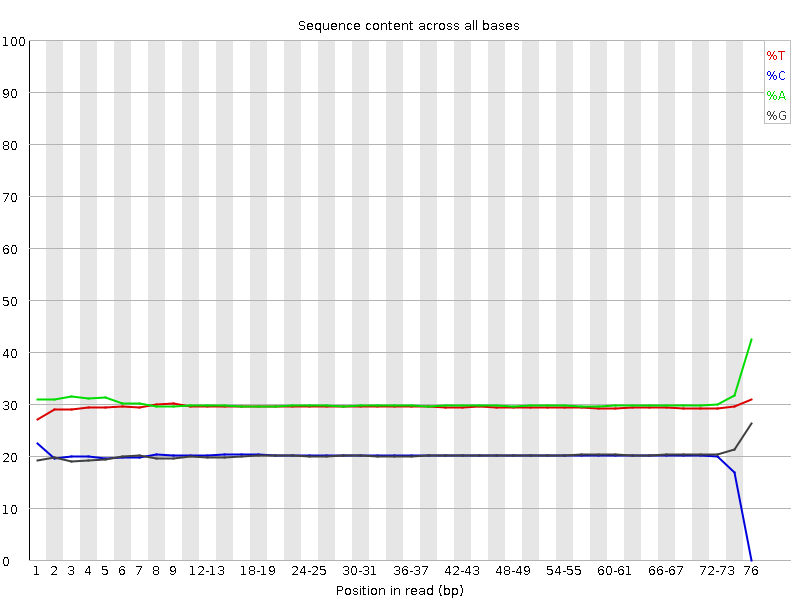 Sequence content across all bases
100
90
80
70
60
50
40
30
20
10
0
%T
%C
%A
%G
1 2 3 4 5 6 7 8 9 12-13 18-19 24-25 30-31 36-37 42-43 48-49 54-55 60-61 66-67 72-73 76
Position in read (bp)